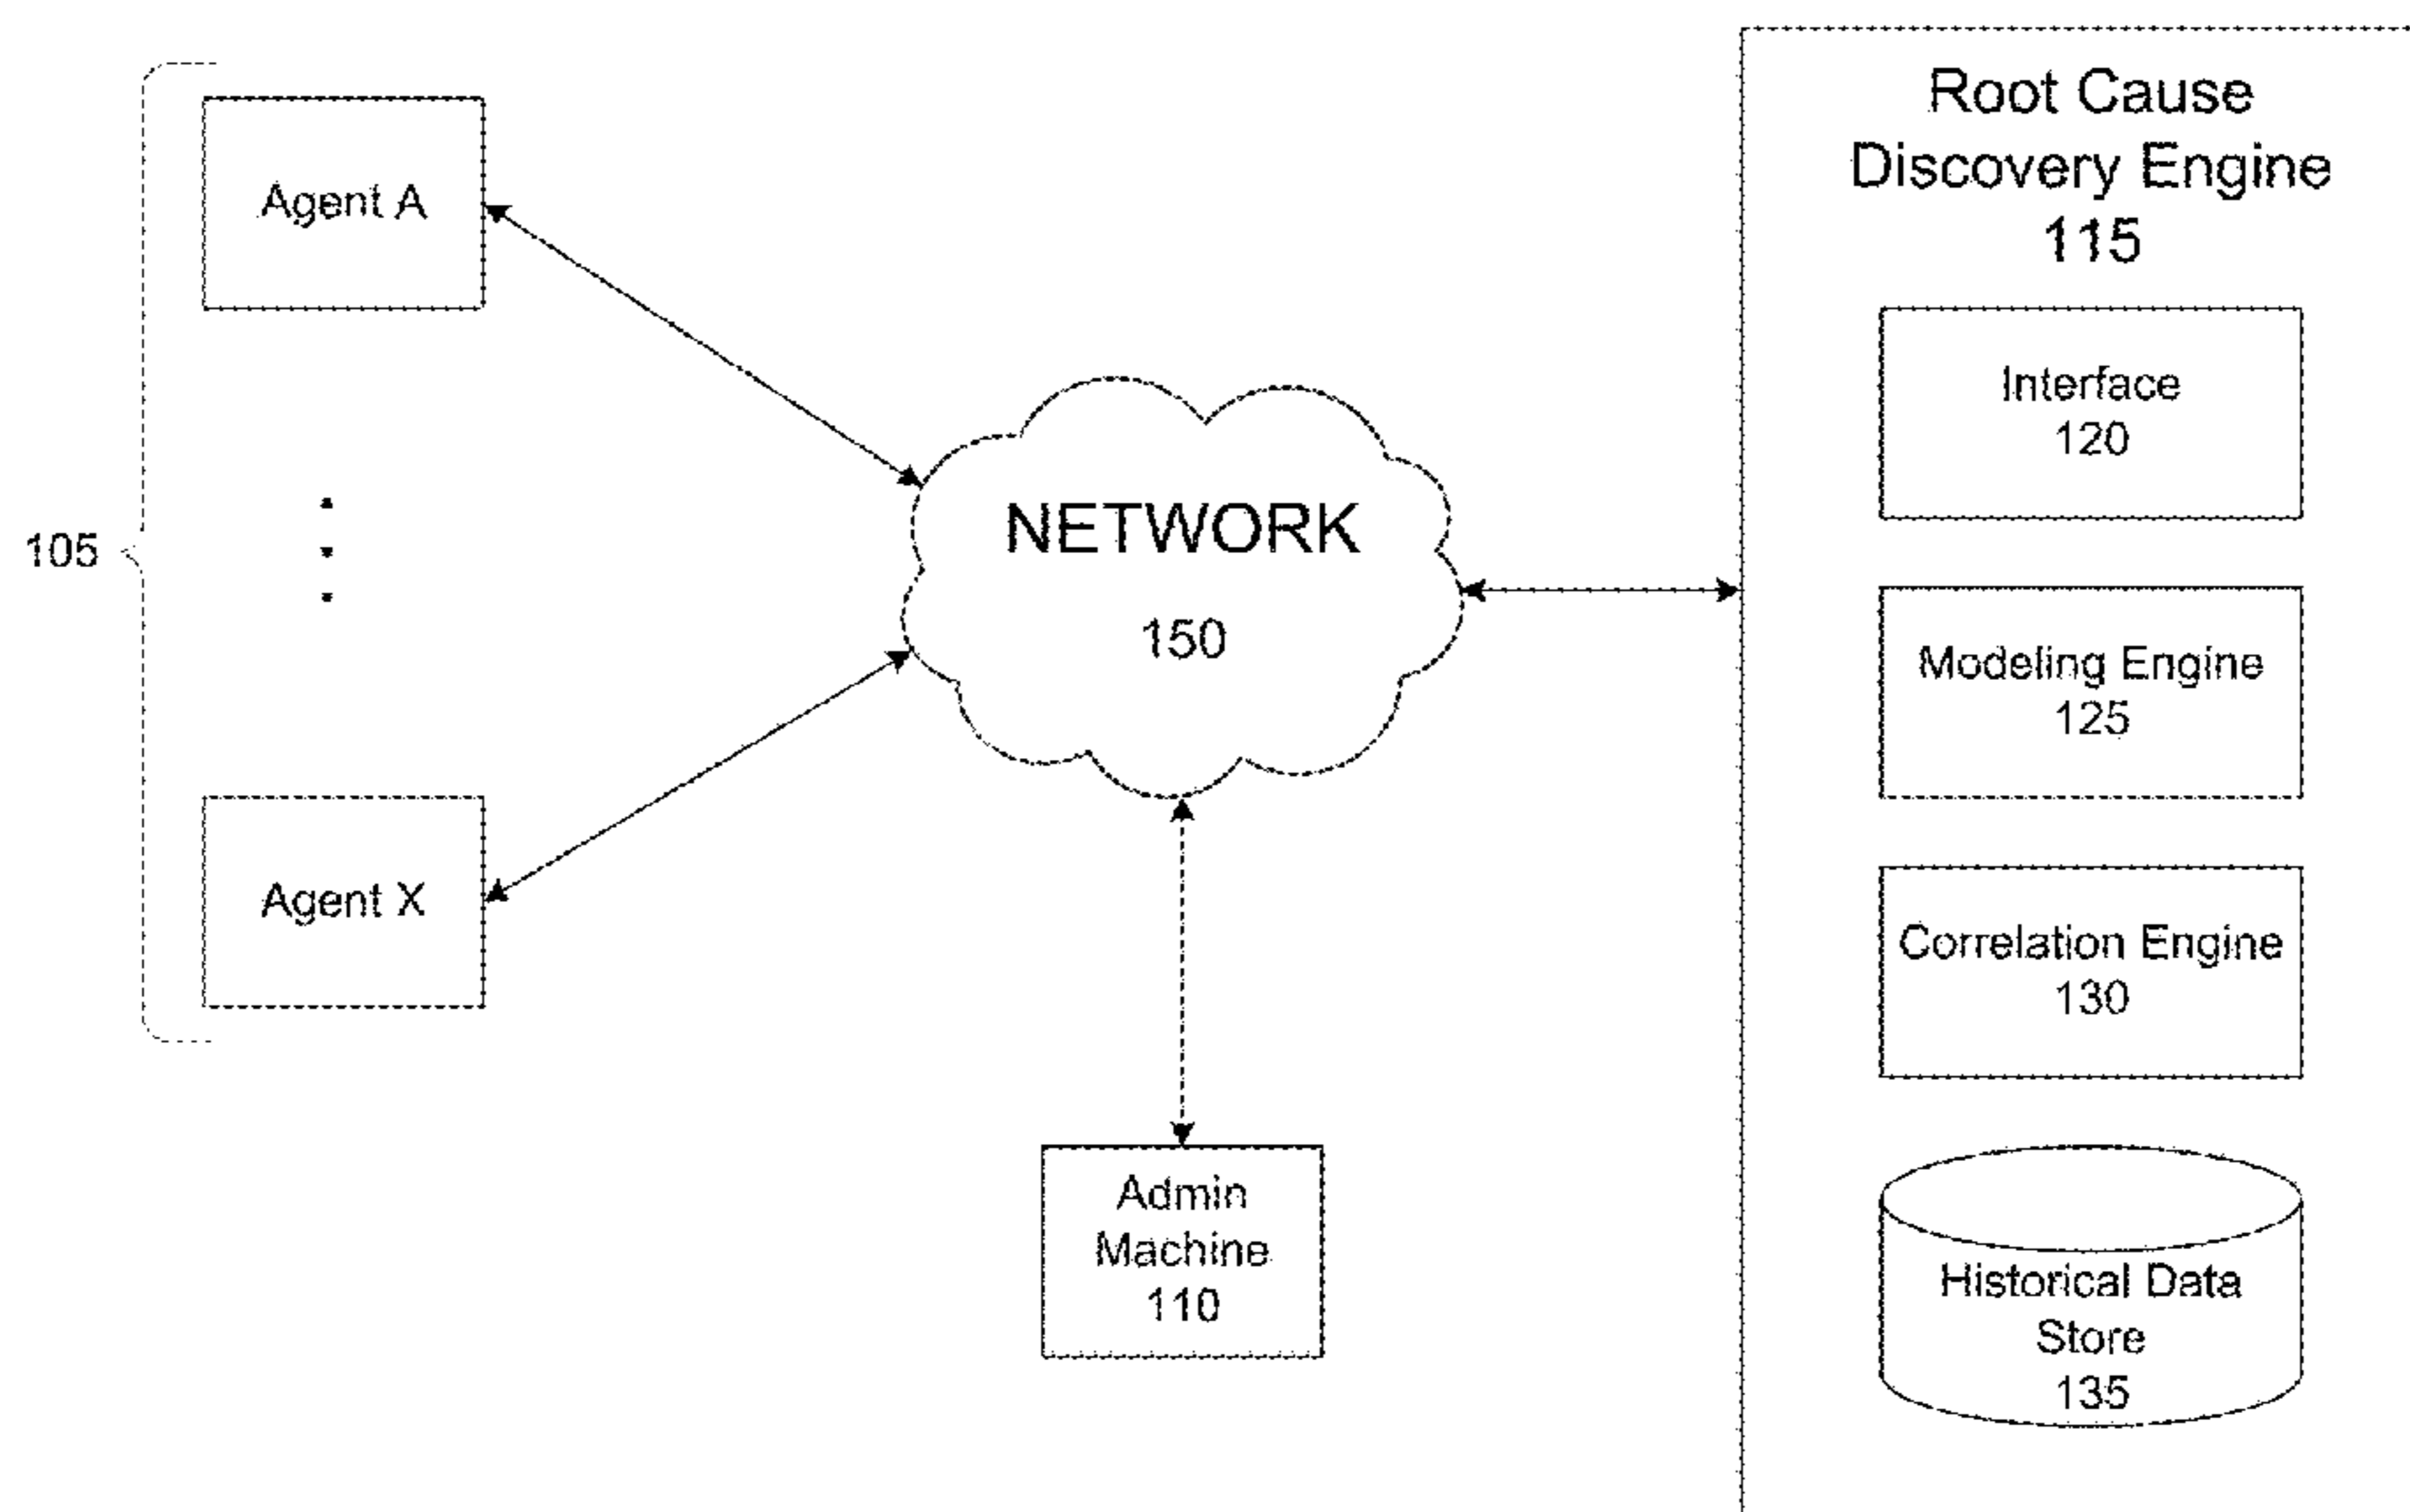 Agent A
105
Agent X
NETWORK
150
Admin
Machine
110
Root Cause
Discovery Engine
115
Interface
120
Modeling Engine
125
Correlation Engine
130
Historical Data
Store
135